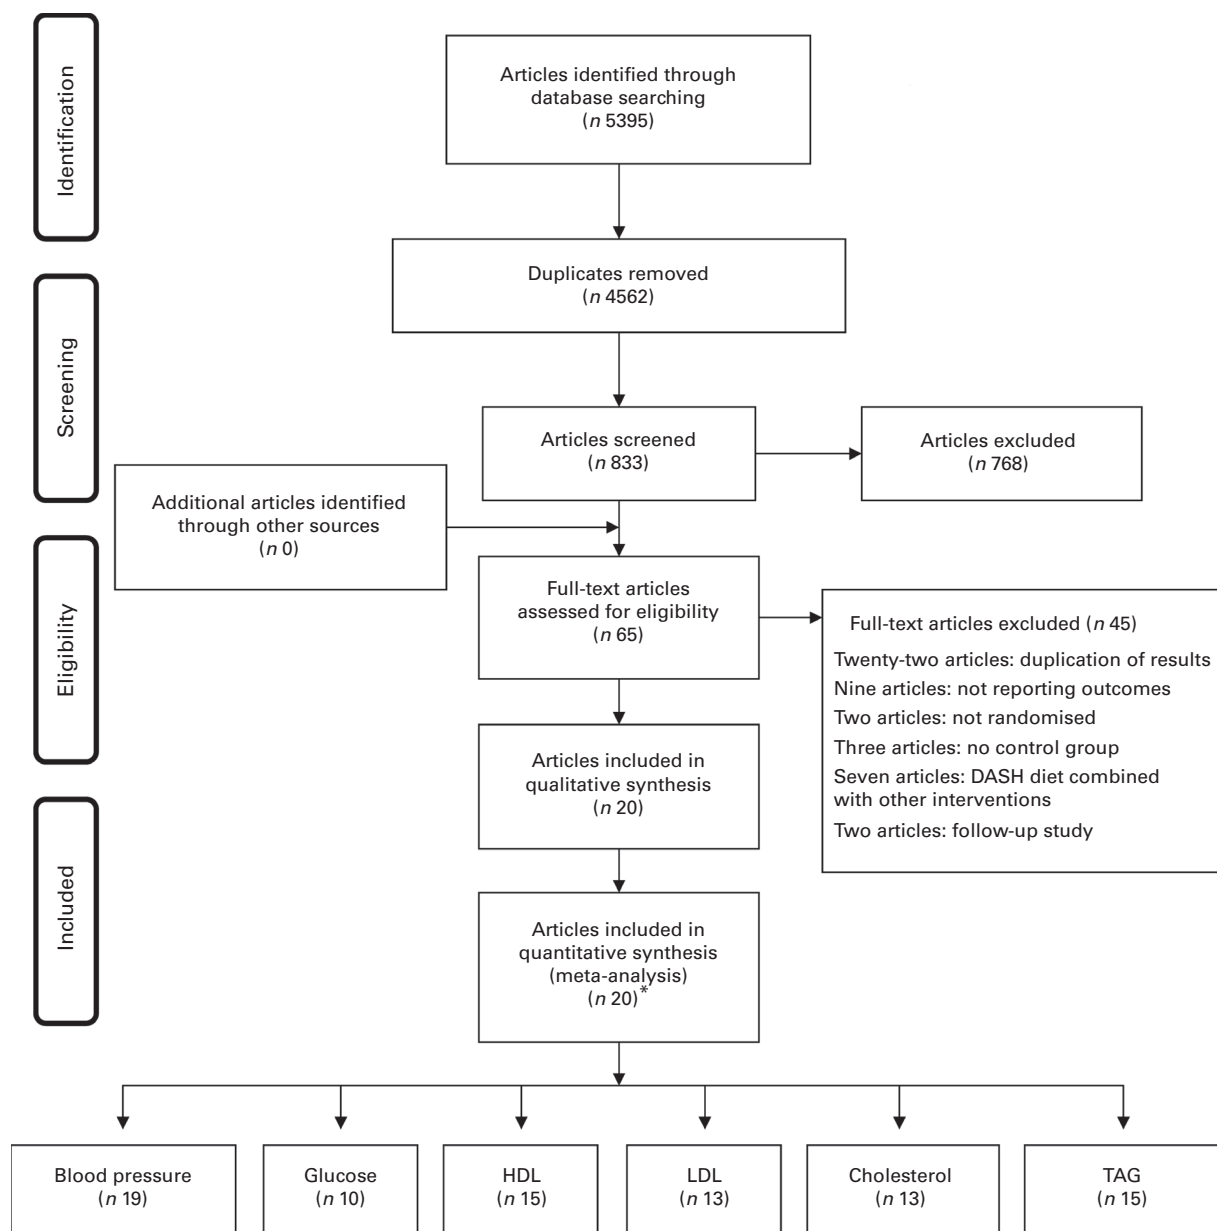 Identification
Articles identified through
database searching
(n 5395)
Duplicates removed
(n 4562)
Screening
Articles screened
(n 833)
Articles excluded
(n 768)
Additional articles identified
through other sources
(n 0)
Eligibility
Full-text articles
assessed for eligibility
(n 65)
Full-text articles excluded (n 45)
Twenty-two articles: duplication of results
Nine articles: not reporting outcomes
Two articles: not randomised
Three articles: no control group
Seven articles: DASH diet combined
with other interventions
Two articles: follow-up study
Articles included in
qualitative synthesis
(n 20)
Included
Articles included in
quantitative synthesis
(meta-analysis)
(n 20)*
Blood pressure
(n 19)
Glucose
(n 10)
HDL
(n 15)
LDL
(n 13)
Cholesterol
(n 13)
TAG
(n 15)